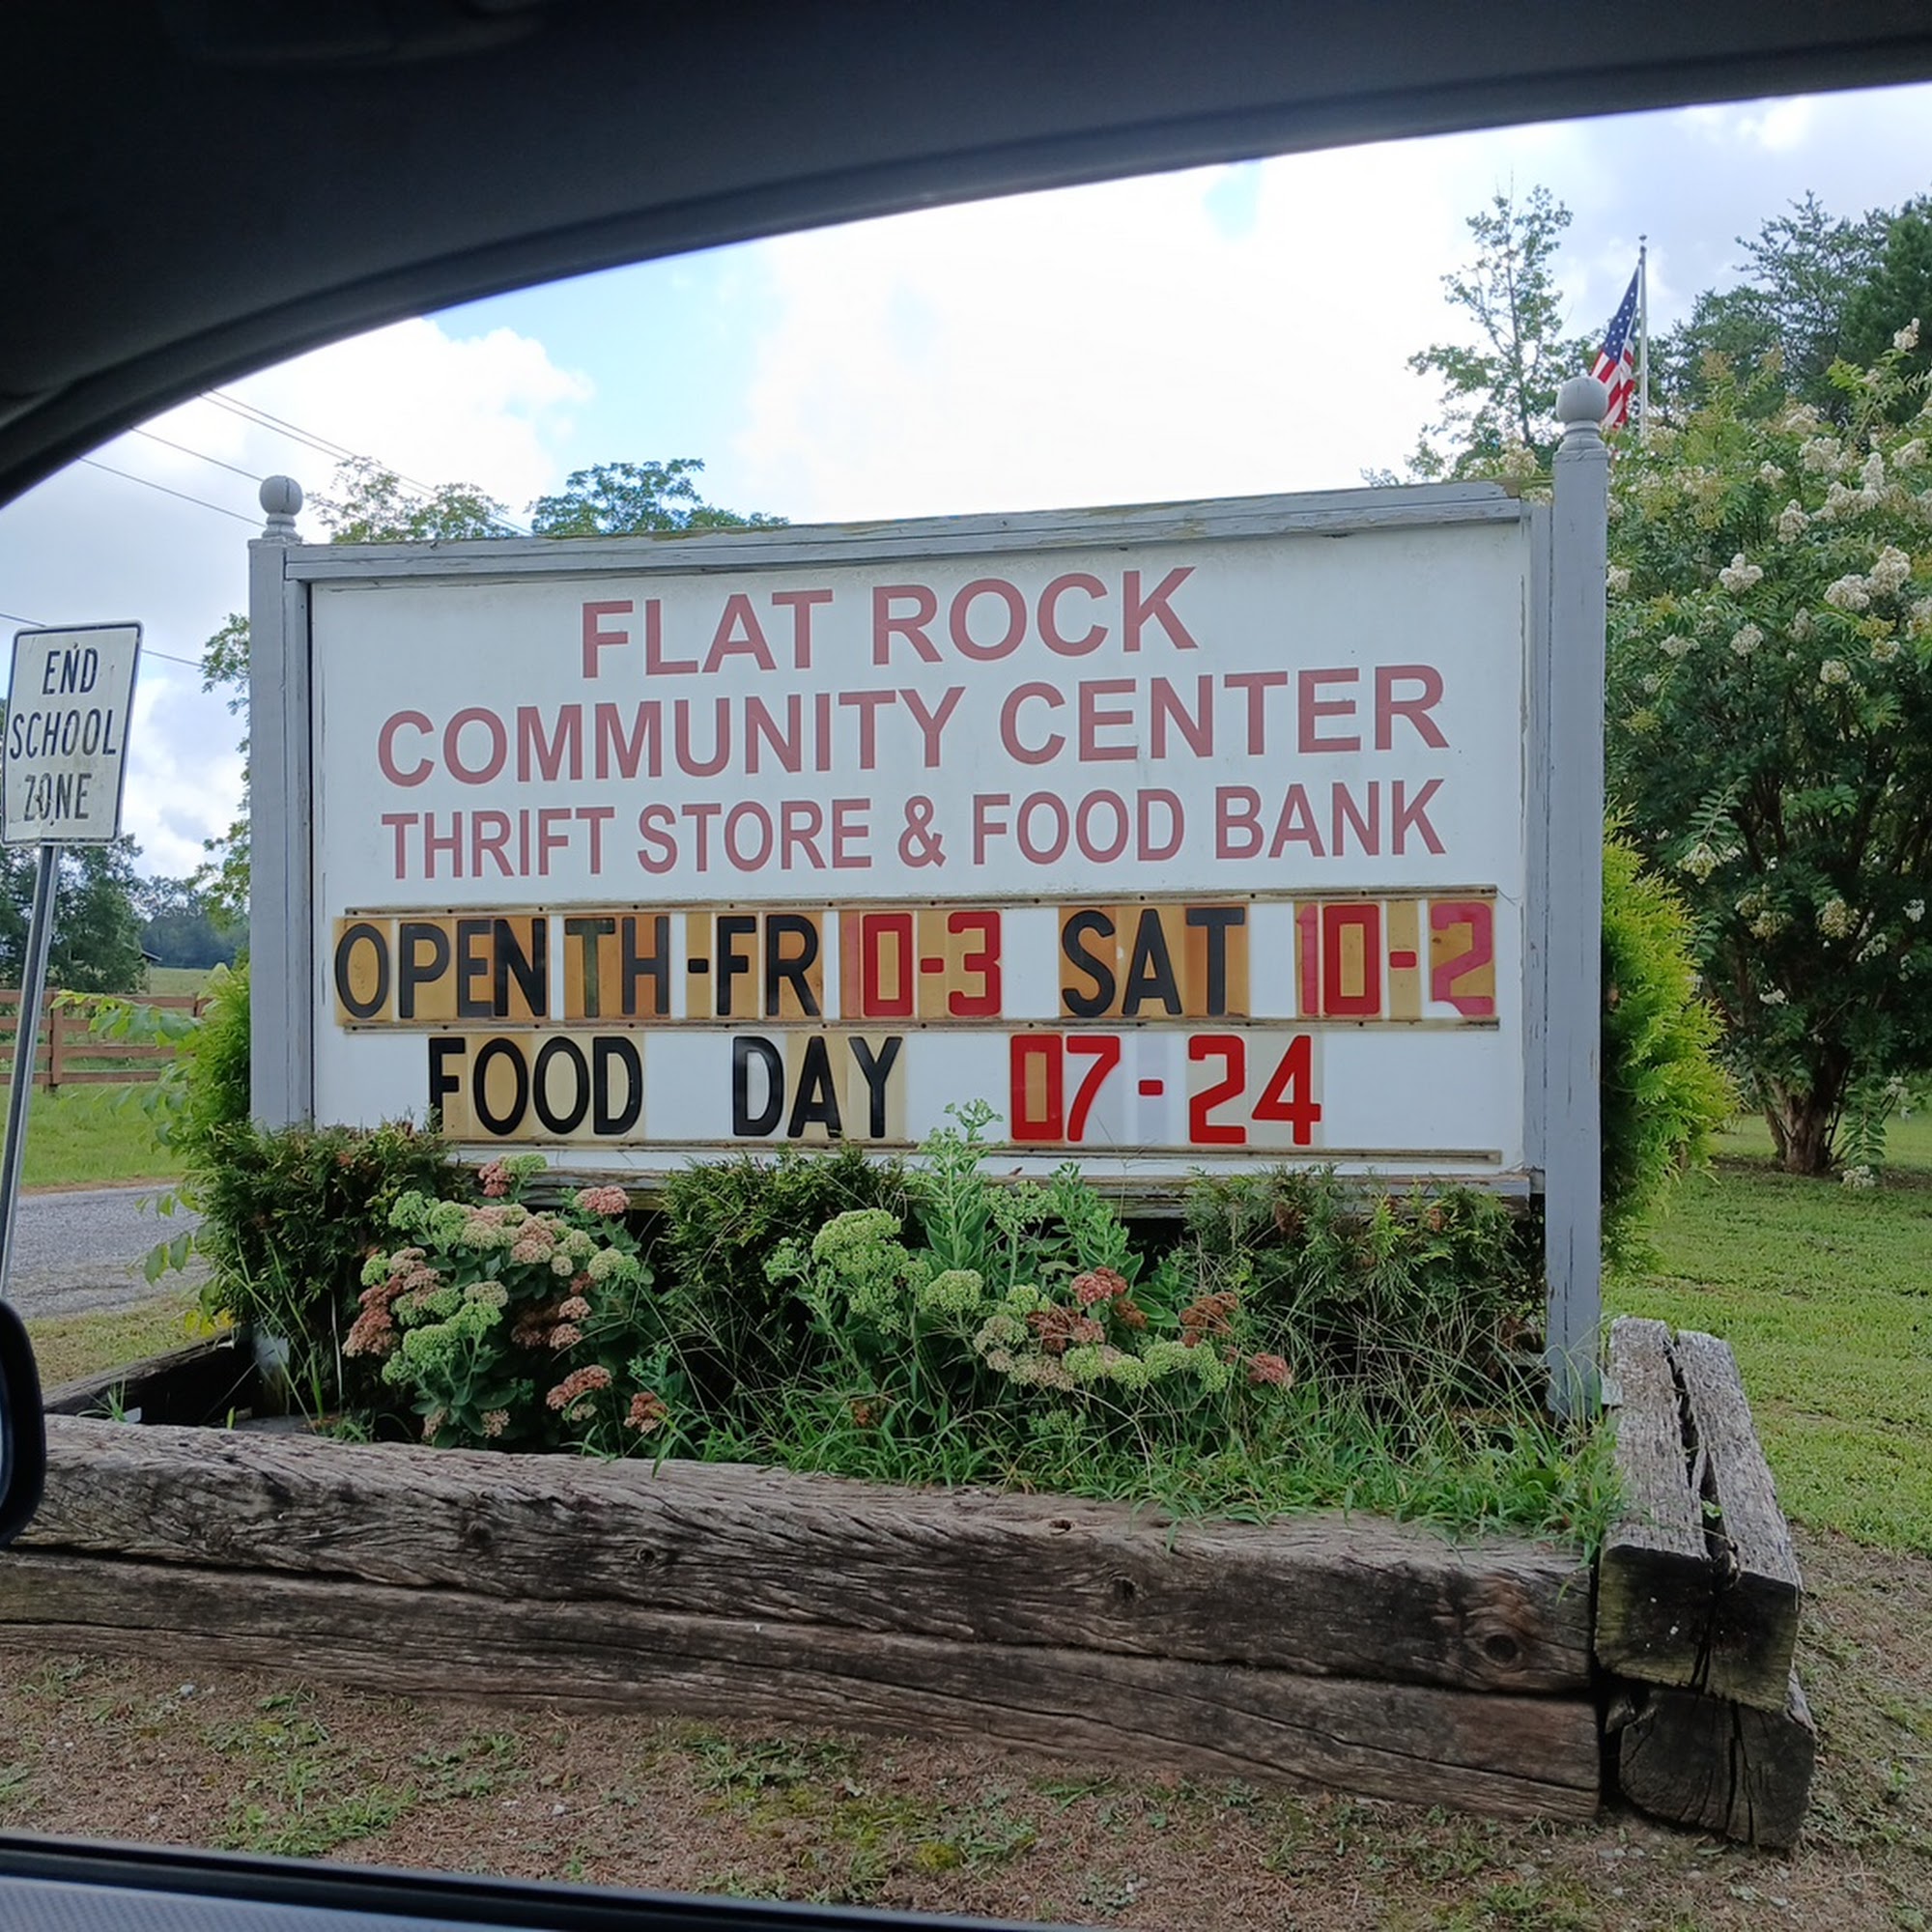 END
SCHOOL
ZONE
FLAT ROCK
COMMUNITY CENTER
THRIFT STORE & FOOD BANK
OPEN TH-FR 10-3 SAT 10-2
FOOD DAY 07-24